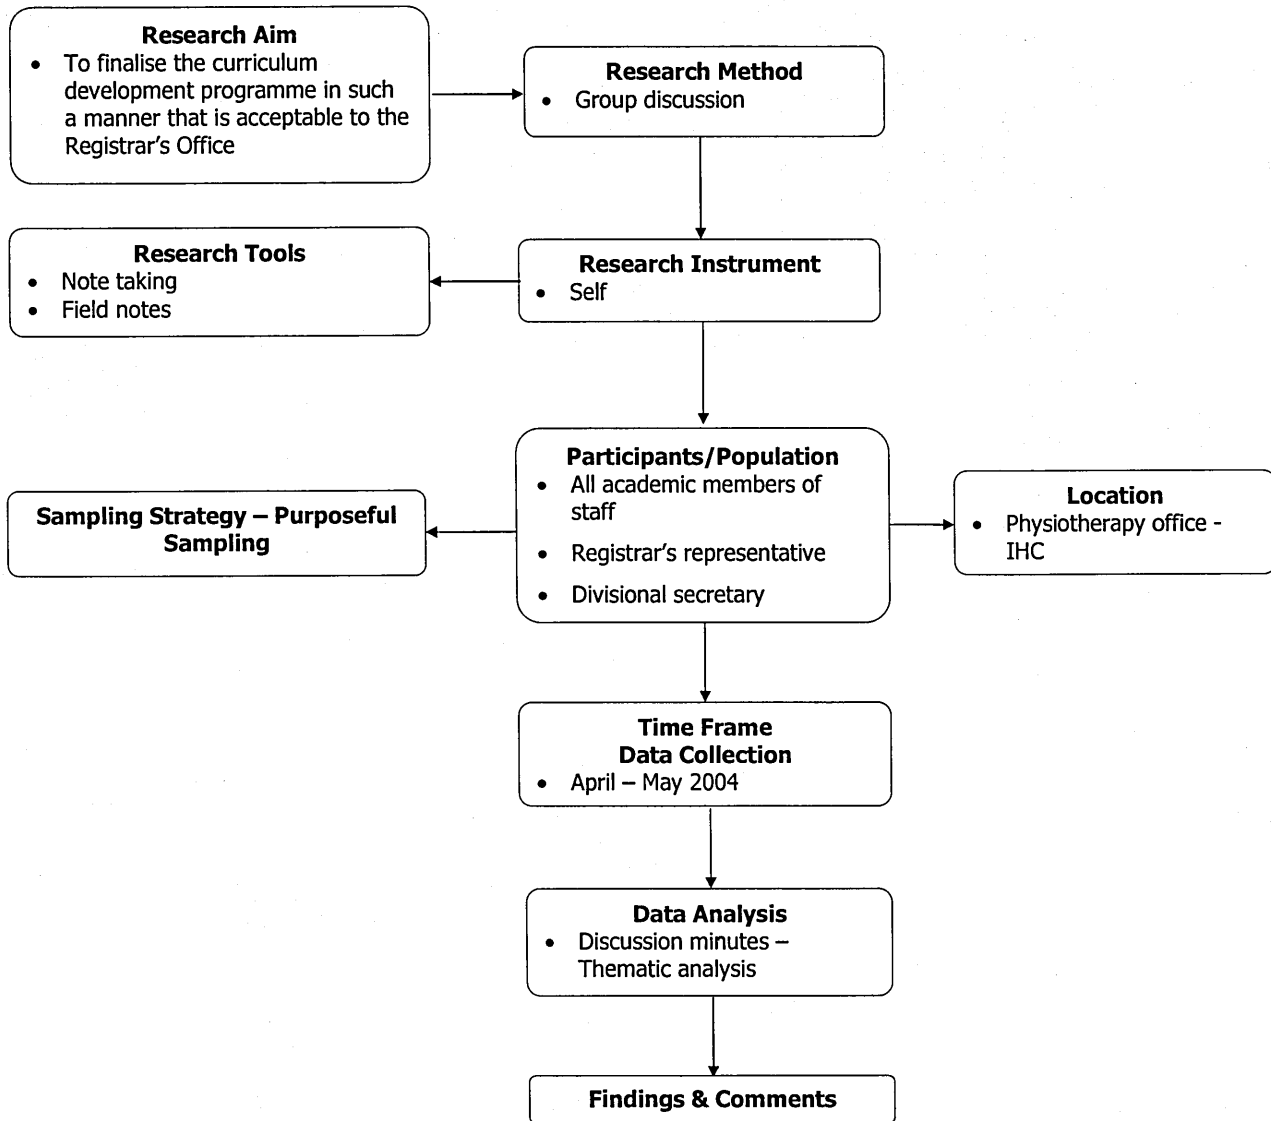 Research Aim
• To finalise the curriculum
development programme in such
a manner that is acceptable to the
Registrar's Office
Research Method
• Group discussion
Research Tools
• Note taking
• Field notes
Research Instrument
• Self
Participants/Population
• All academic members of
staff
• Registrar's representative
• Divisional secretary
Sampling Strategy – Purposeful
Sampling
Location
• Physiotherapy office -
IHC
Time Frame
Data Collection
• April – May 2004
Data Analysis
• Discussion minutes –
Thematic analysis
Findings & Comments